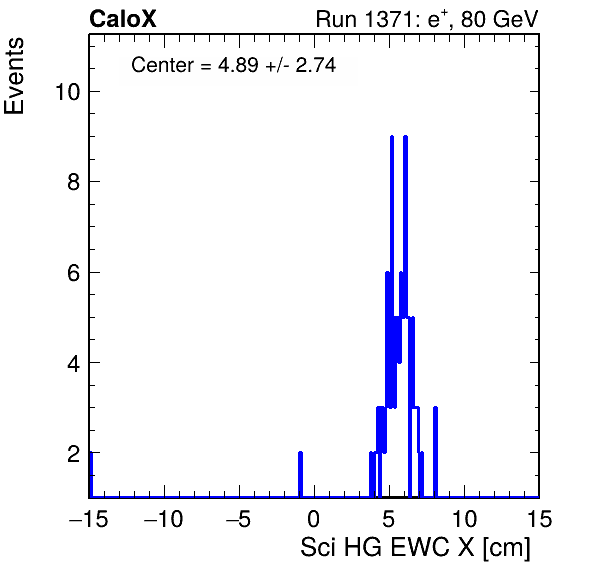 CaloX Run 1371: e⁺, 80 GeV
Center = 4.89 +/- 2.74
Events
10
8
6
4
2
−15 −10 −5 0 5 10 15
Sci HG EWC X [cm]